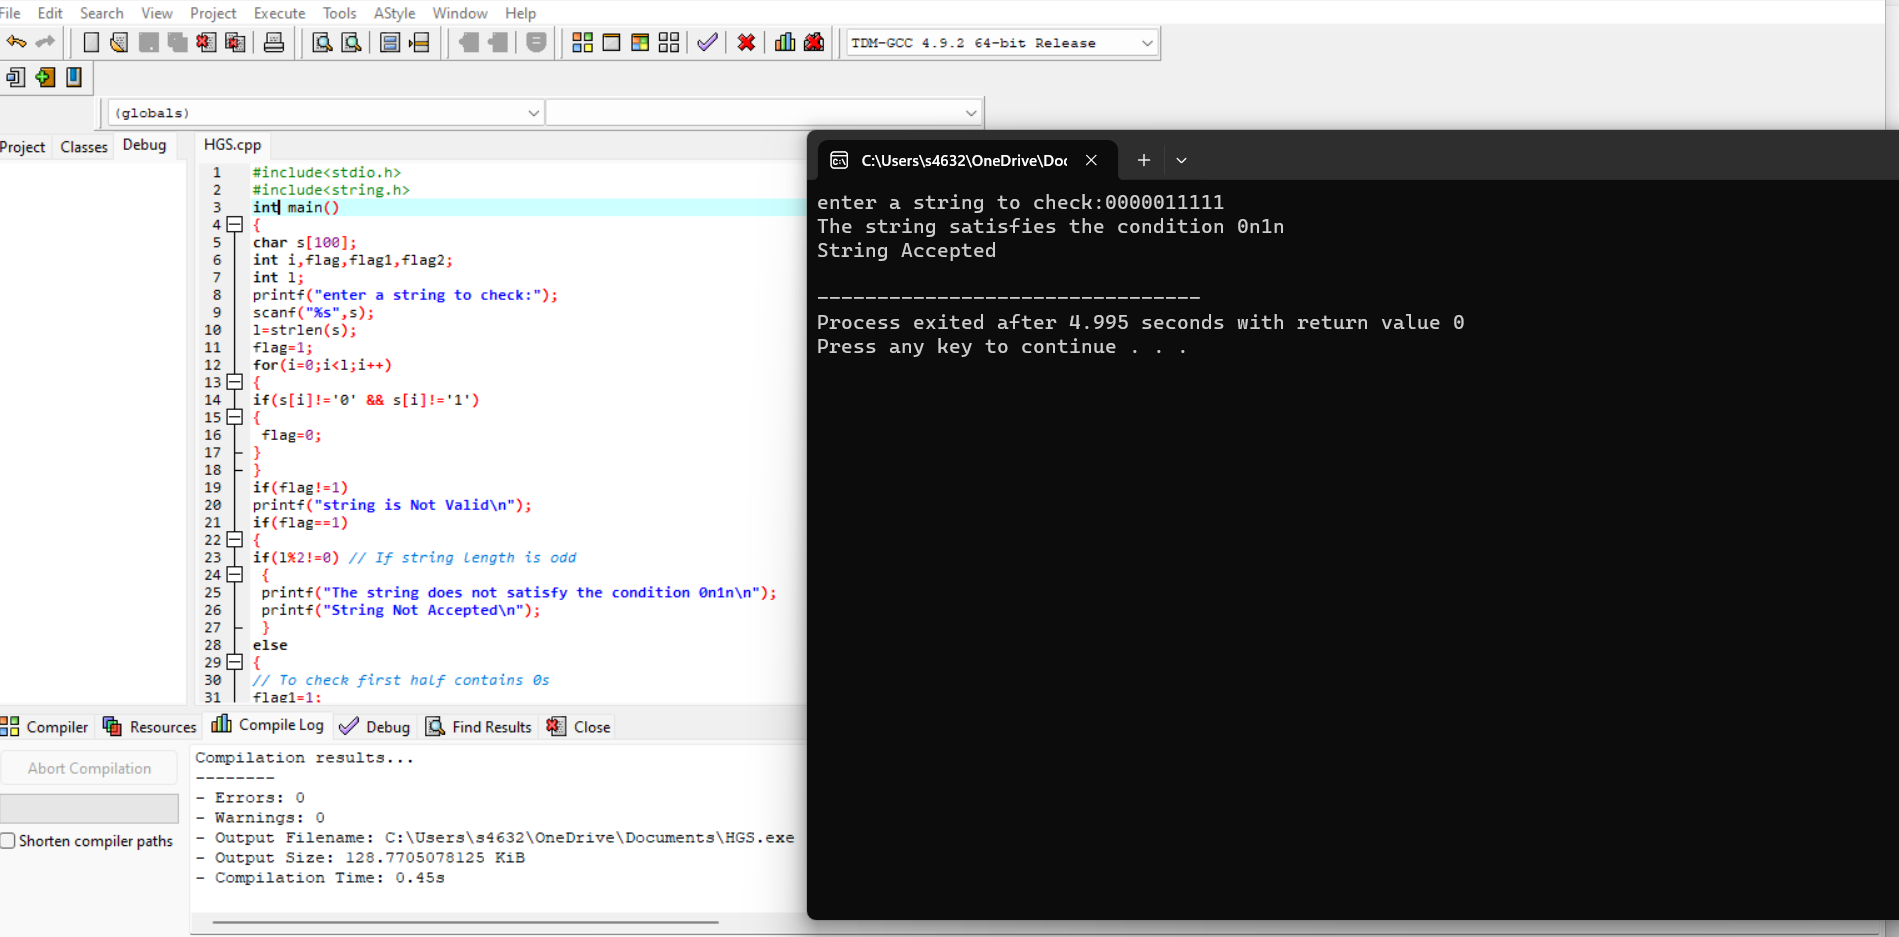 File Edit Search View Project Execute Tools AStyle Window Help
TDM-GCC 4.9.2 64-bit Release
(globals)
Project Classes Debug
HGS.cpp
1 #include<stdio.h>
2 #include<string.h>
3 int main()
4 {
5 char s[100];
6 int i,flag,flag1,flag2;
7 int l;
8 printf("enter a string to check:");
9 scanf("%s",s);
10 l=strlen(s);
11 flag=1;
12 for(i=0;i<l;i++)
13 {
14 if(s[i]!='0' && s[i]!='1')
15 {
16 flag=0;
17 }
18 }
19 if(flag!=1)
20 printf("string is Not Valid\n");
21 if(flag==1)
22 {
23 if(l%2!=0) // If string length is odd
24 {
25 printf("The string does not satisfy the condition 0n1n\n");
26 printf("String Not Accepted\n");
27 }
28 else
29 {
30 // To check first half contains 0s
31 flag1=1;
C:\Users\s4632\OneDrive\Doc
enter a string to check:0000011111
The string satisfies the condition 0n1n
String Accepted
--------------------------------
Process exited after 4.995 seconds with return value 0
Press any key to continue . . .
Compiler Resources Compile Log Debug Find Results Close
Abort Compilation
Shorten compiler paths
Compilation results...
--------
- Errors: 0
- Warnings: 0
- Output Filename: C:\Users\s4632\OneDrive\Documents\HGS.exe
- Output Size: 128.7705078125 KiB
- Compilation Time: 0.45s